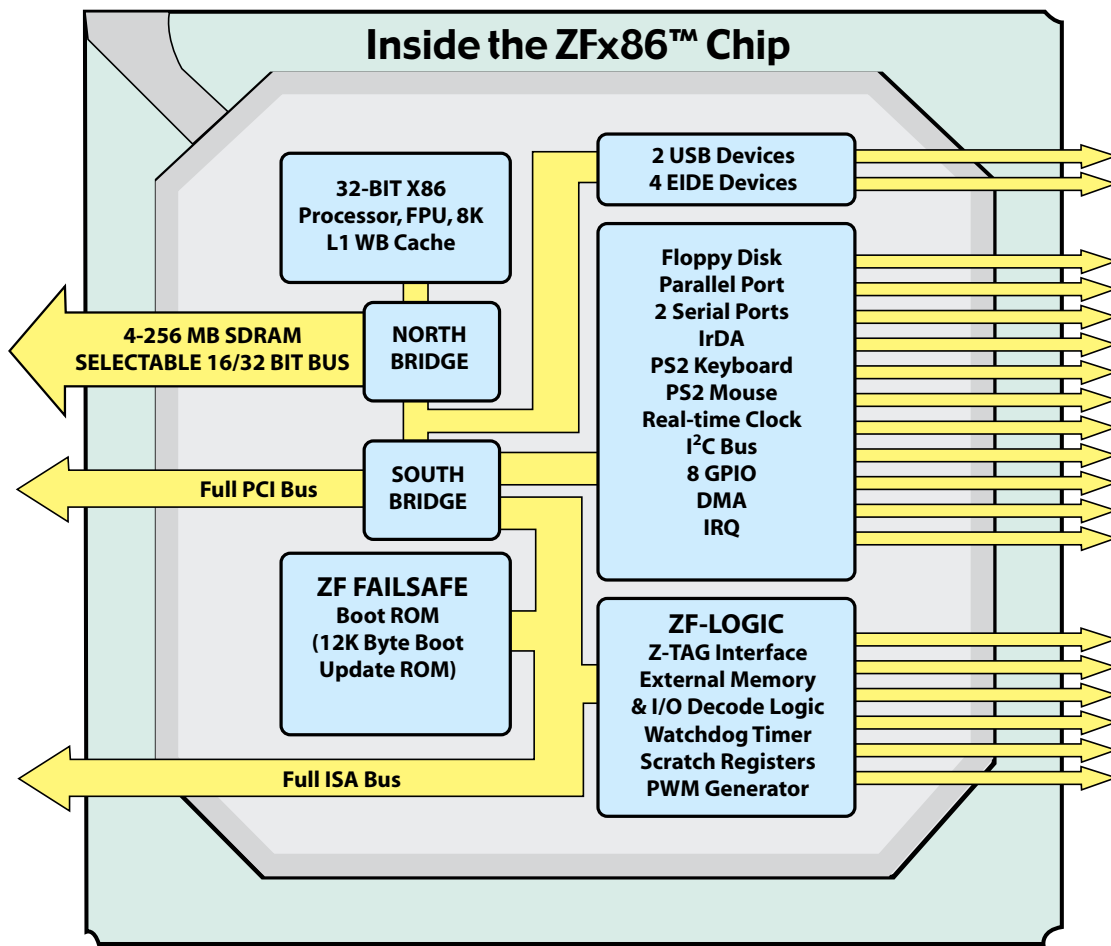 Inside the ZFx86™ Chip
32-BIT X86
Processor, FPU, 8K
L1 WB Cache
2 USB Devices
4 EIDE Devices
4-256 MB SDRAM
SELECTABLE 16/32 BIT BUS
NORTH
BRIDGE
Floppy Disk
Parallel Port
2 Serial Ports
IrDA
PS2 Keyboard
PS2 Mouse
Real-time Clock
I²C Bus
8 GPIO
DMA
IRQ
Full PCI Bus
SOUTH
BRIDGE
ZF FAILSAFE
Boot ROM
(12K Byte Boot
Update ROM)
ZF-LOGIC
Z-TAG Interface
External Memory
& I/O Decode Logic
Watchdog Timer
Scratch Registers
PWM Generator
Full ISA Bus